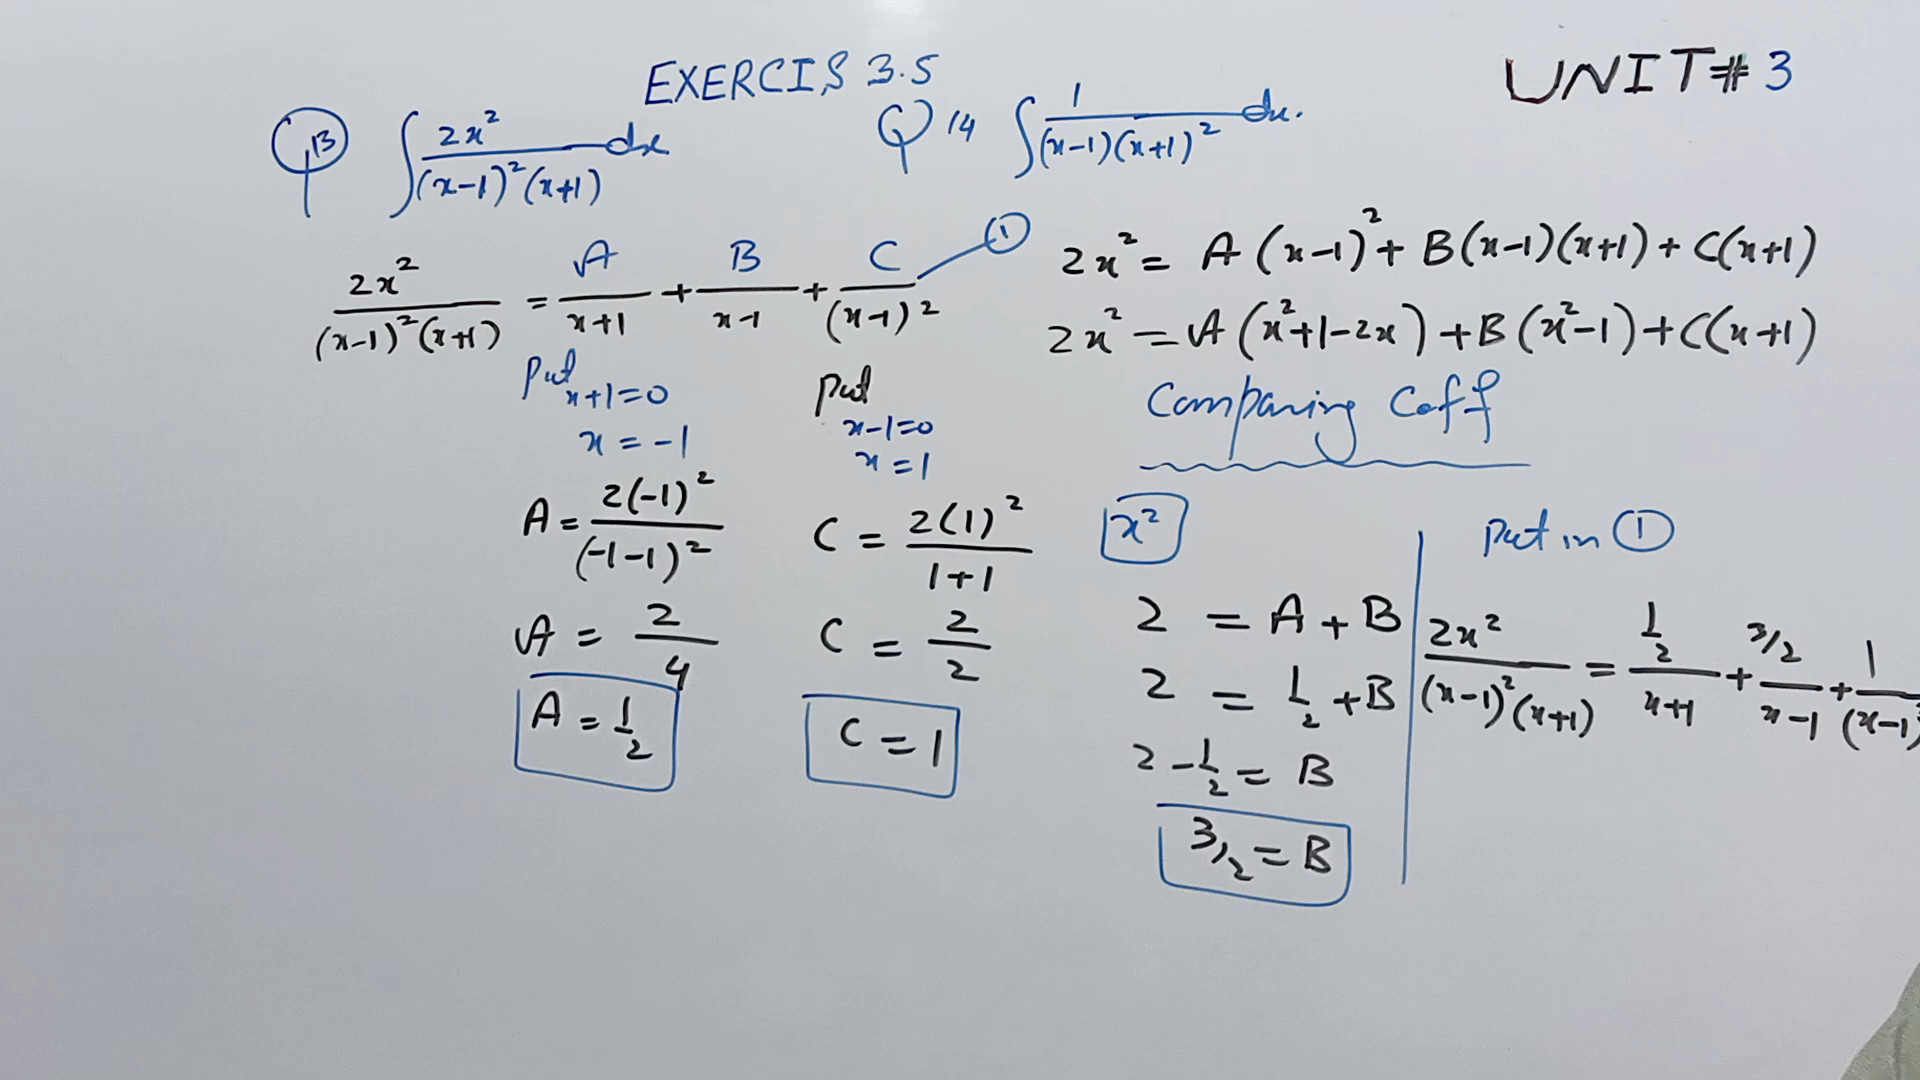 EXERCIS 3.5
UNIT # 3
Q 13 ∫ 2x² / (x-1)²(x+1) dx
Q 14 ∫ 1 / (x-1)(x+1)² dx.
2x² / (x-1)²(x+1) = A / x+1 + B / x-1 + C / (x-1)² ①
Put x+1=0
x = -1
A = 2(-1)² / (-1-1)²
A = 2/4
A = 1/2
Put
x-1=0
x=1
C = 2(1)² / 1+1
C = 2/2
C = 1
2x² = A(x-1)² + B(x-1)(x+1) + C(x+1)
2x² = A(x²+1-2x) + B(x²-1) + C(x+1)
Comparing Coff
x²
2 = A + B
2 = 1/2 + B
2 - 1/2 = B
3/2 = B
Put in ①
2x² / (x-1)²(x+1) = 1/2 / x+1 + 3/2 / x-1 + 1 / (x-1)²